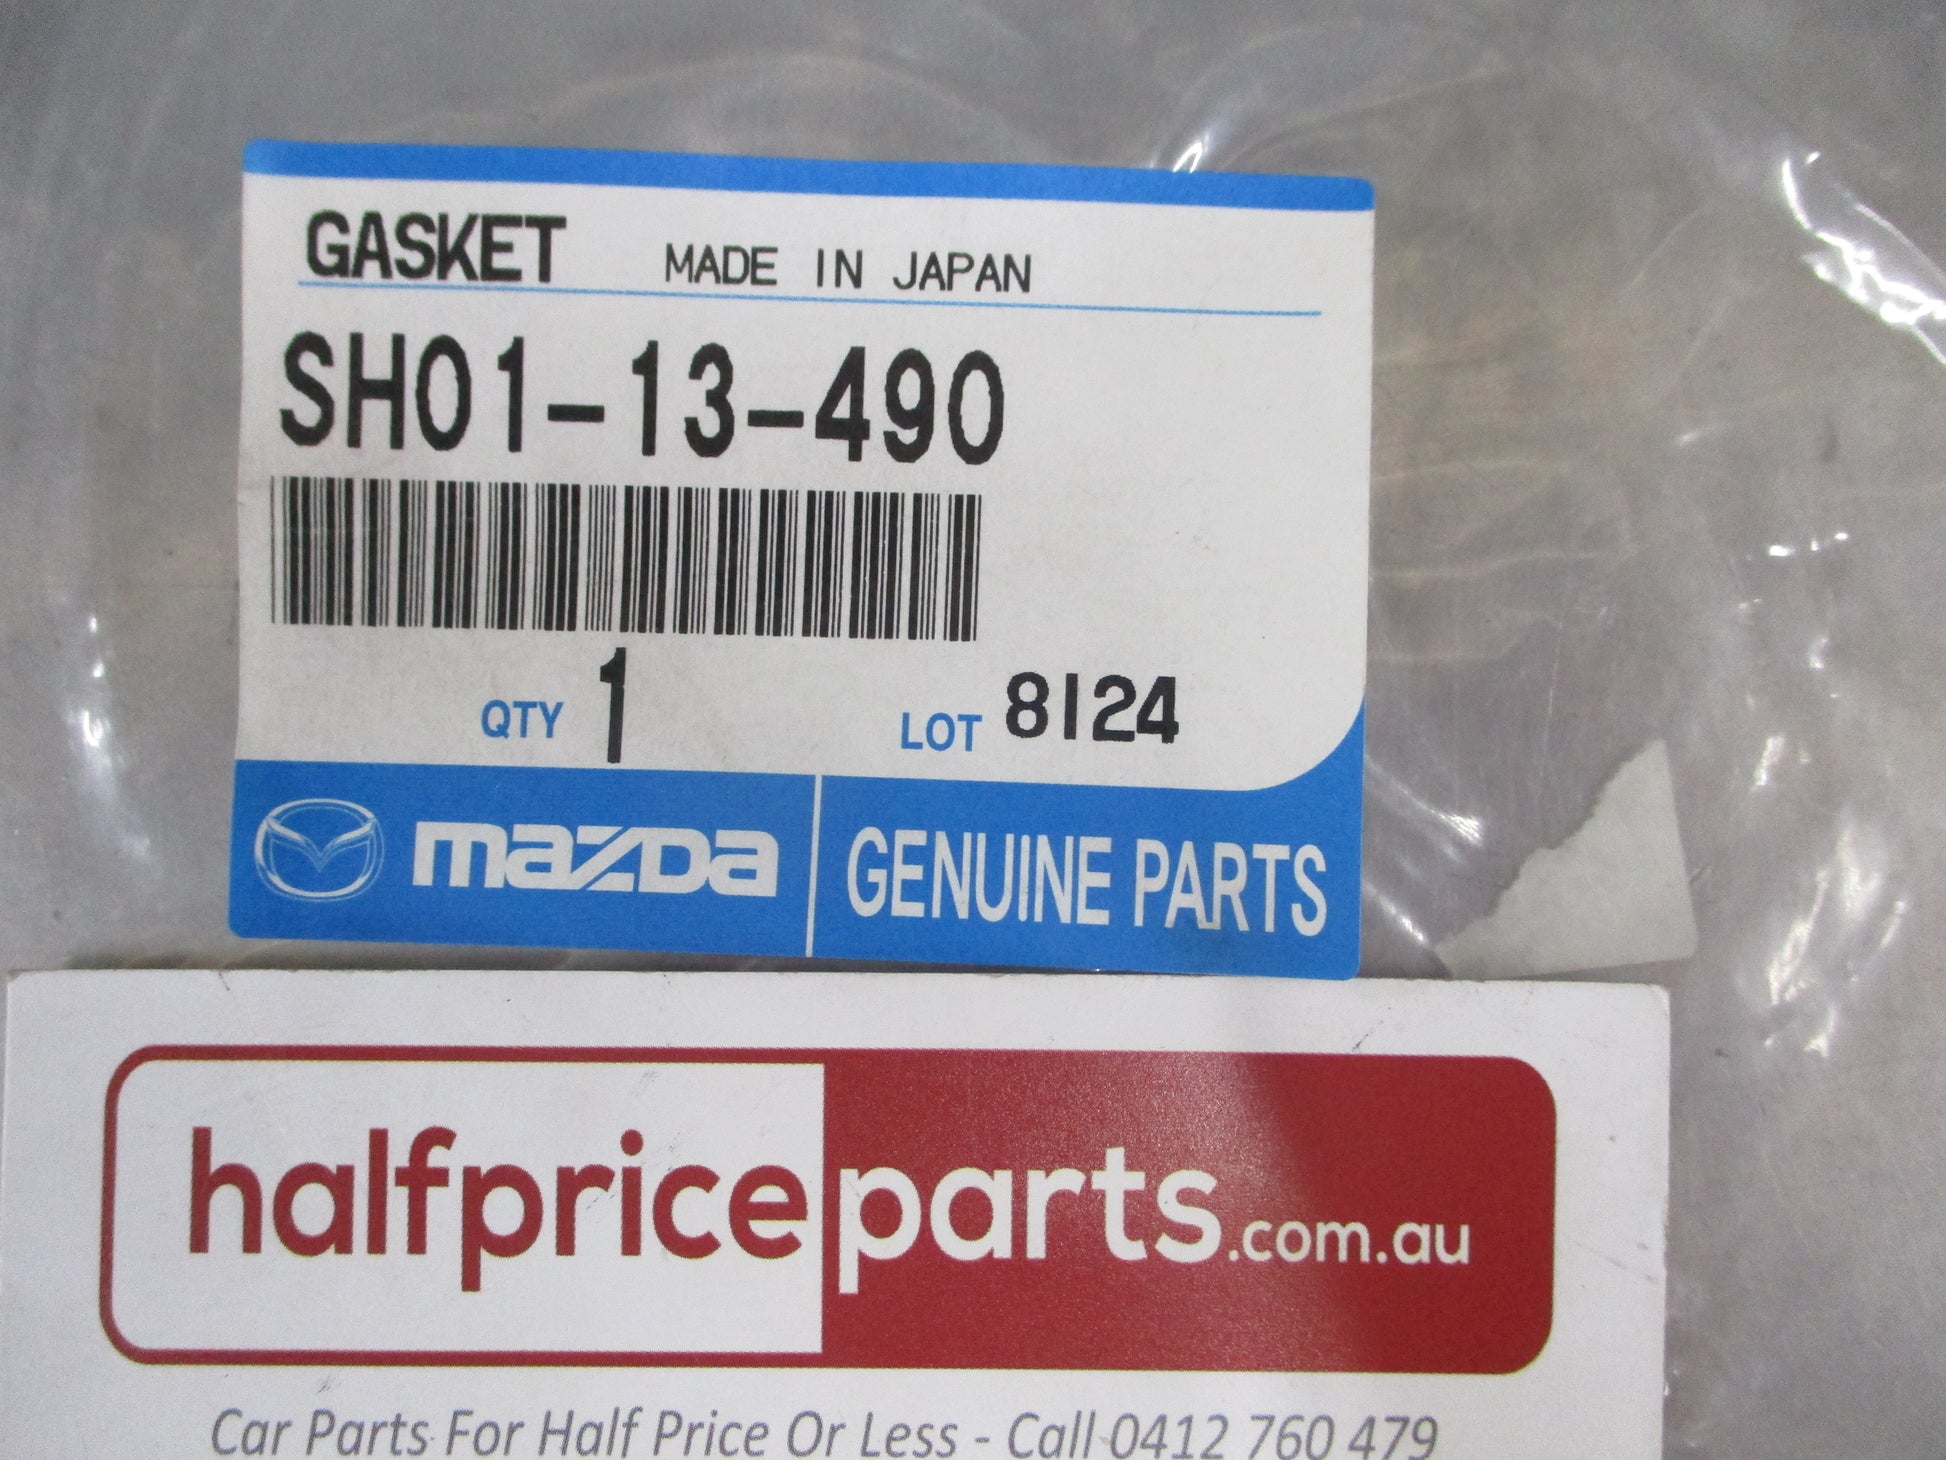 GASKET MADE IN JAPAN
SH01-13-490
QTY 1 LOT 8124
mazda GENUINE PARTS
halfpriceparts.com.au
Car Parts For Half Price Or Less - Call 0412 760 479